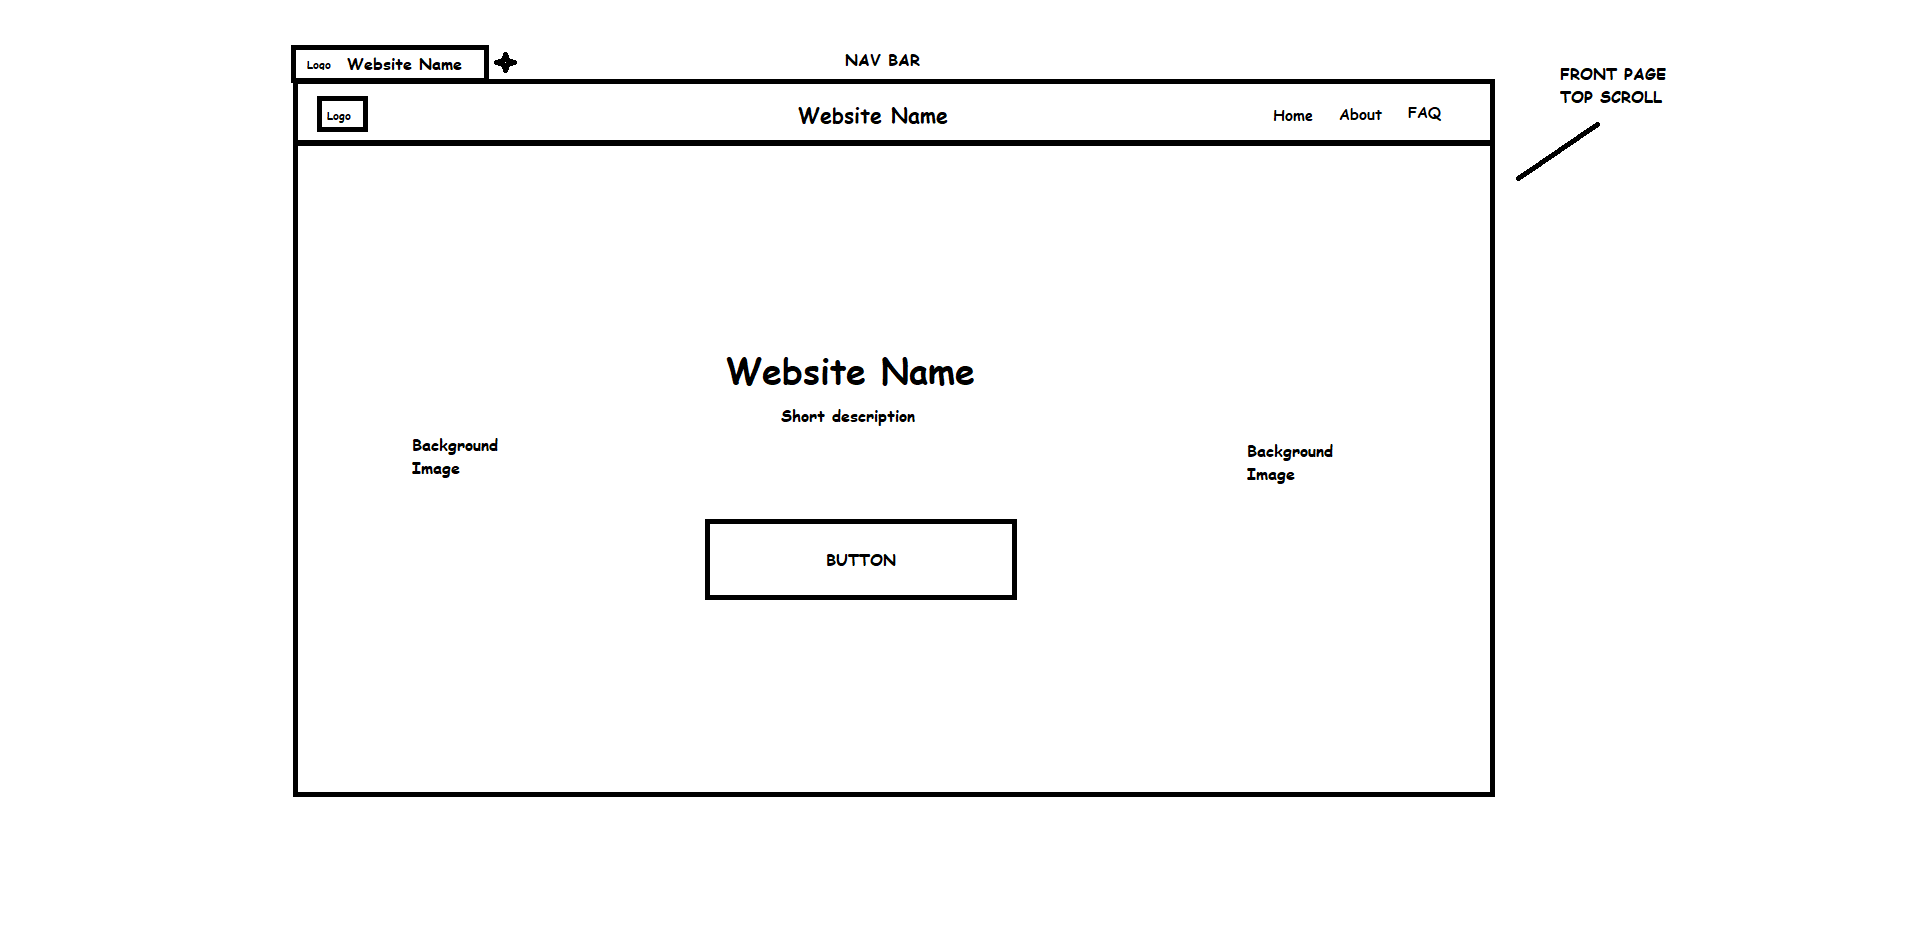 NAV BAR
Logo Website Name
FRONT PAGE
TOP SCROLL
Logo
Website Name
Home About FAQ
Website Name
Short description
Background
Image
Background
Image
BUTTON